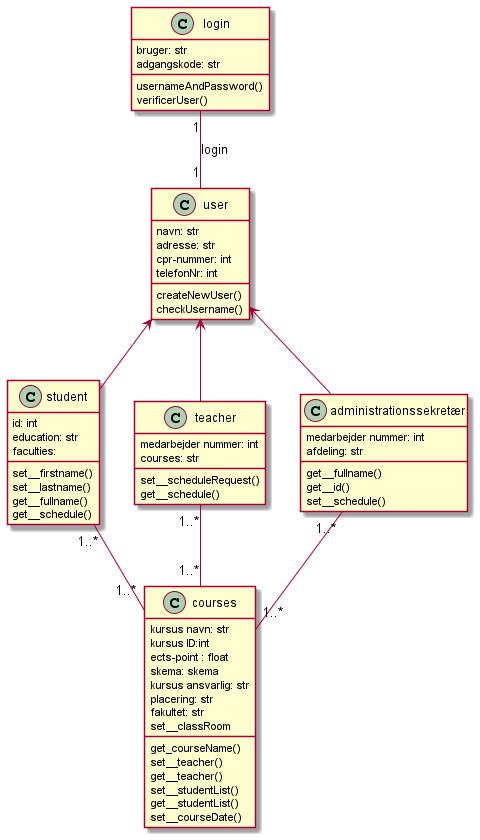 C login
bruger: str
adgangskode: str
usernameAndPassword()
verificerUser()
1
login
1
C user
navn: str
adresse: str
cpr-nummer: int
telefonNr: int
createNewUser()
checkUsername()
C student
id: int
education: str
faculties:
set__firstname()
set__lastname()
get__fullname()
get__schedule()
C teacher
medarbejder nummer: int
courses: str
set__scheduleRequest()
get__schedule()
C administrationssekretær
medarbejder nummer: int
afdeling: str
get__fullname()
get__id()
set__schedule()
1..*
1..*
1..*
1..*
1..*
1..*
C courses
kursus navn: str
kursus ID:int
ects-point : float
skema: skema
kursus ansvarlig: str
placering: str
fakultet: str
set__classRoom
get_courseName()
set__teacher()
get__teacher()
set__studentList()
get__studentList()
set__courseDate()